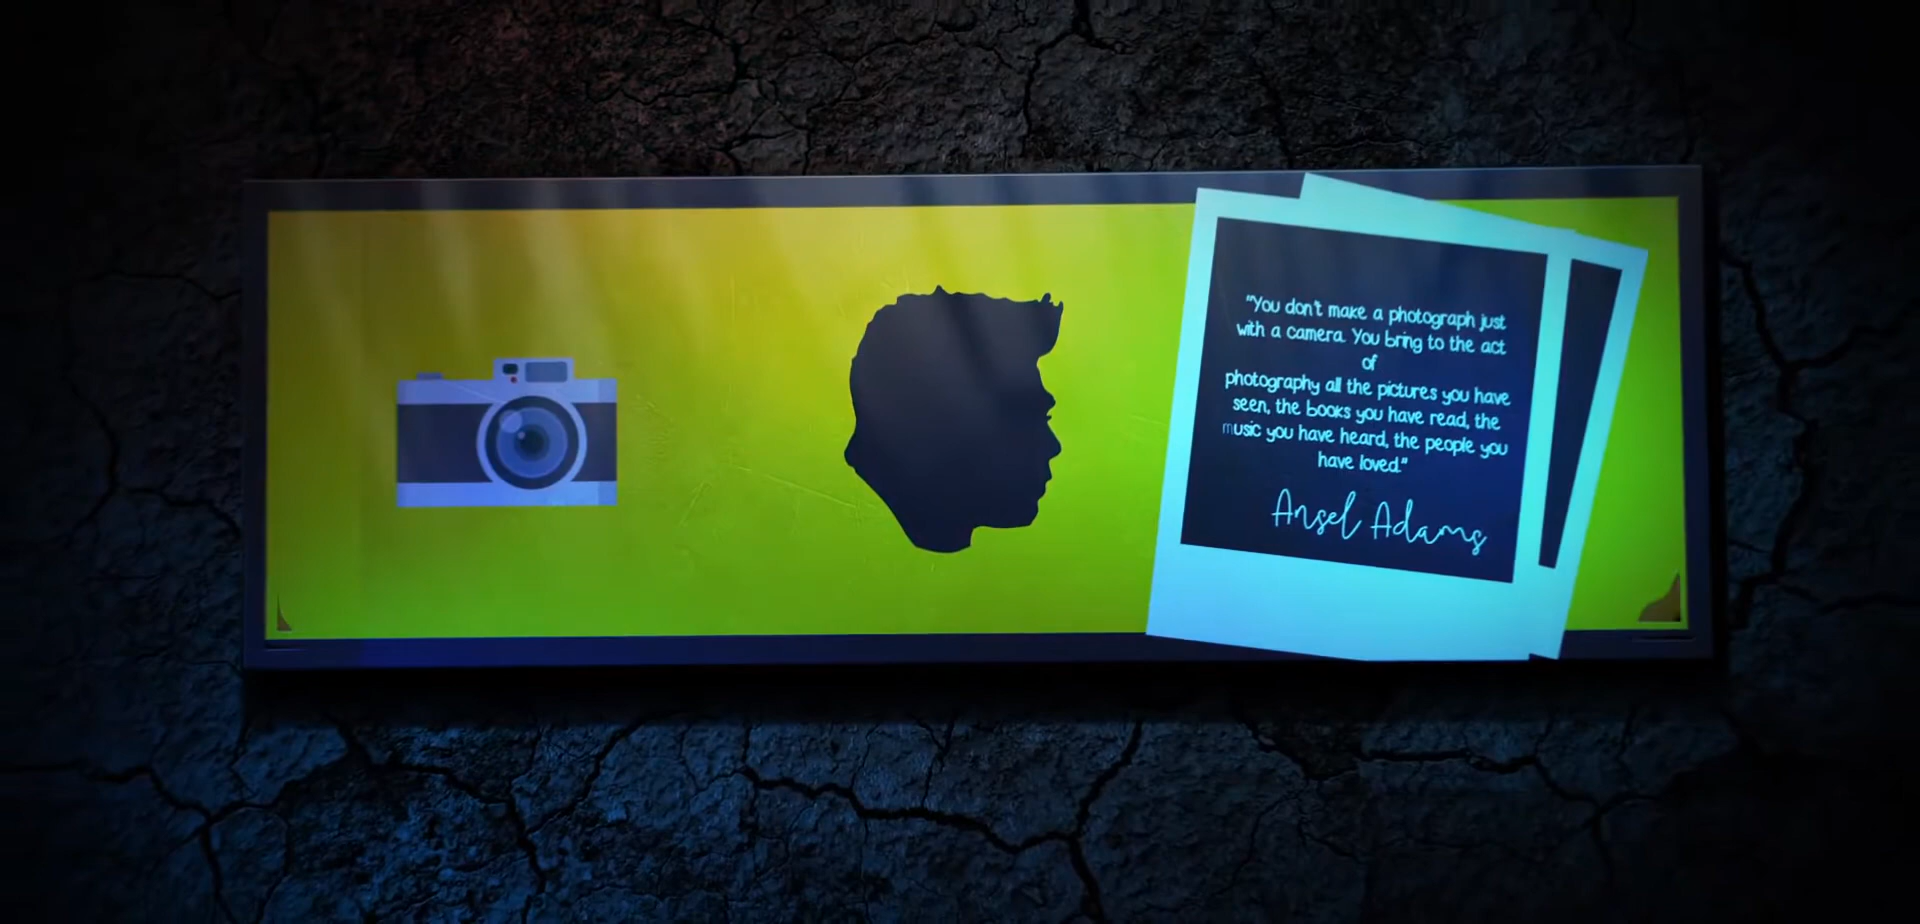 "You don't make a photograph just
with a camera. You bring to the act
of
photography all the pictures you have
seen, the books you have read, the
music you have heard, the people you
have loved."
Ansel Adams